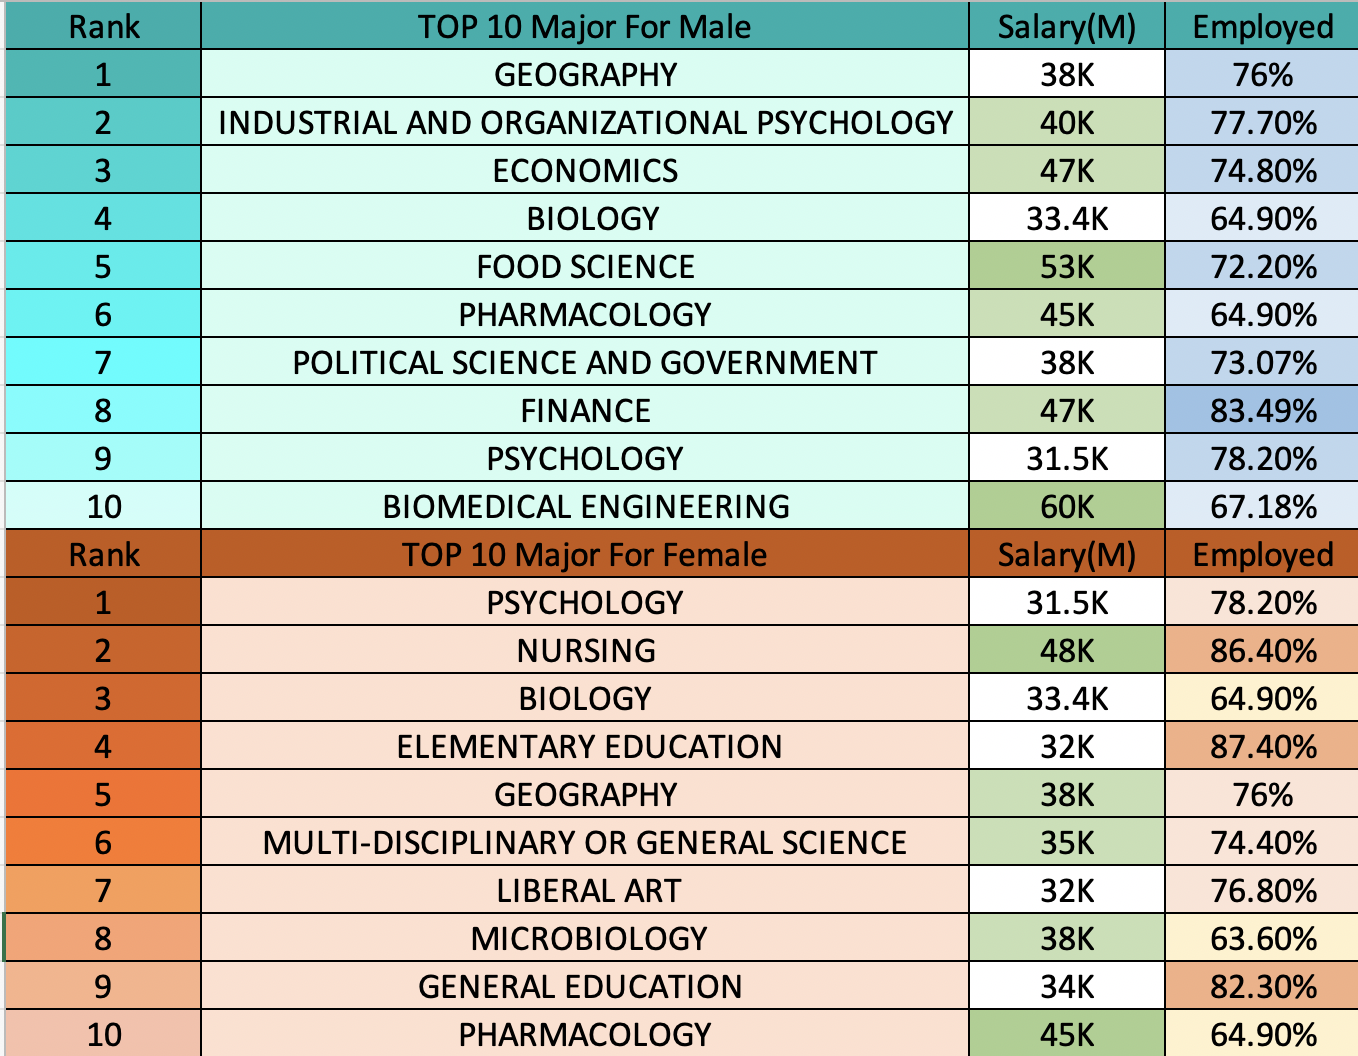 Rank TOP 10 Major For Male Salary(M) Employed
1 GEOGRAPHY 38K 76%
2 INDUSTRIAL AND ORGANIZATIONAL PSYCHOLOGY 40K 77.70%
3 ECONOMICS 47K 74.80%
4 BIOLOGY 33.4K 64.90%
5 FOOD SCIENCE 53K 72.20%
6 PHARMACOLOGY 45K 64.90%
7 POLITICAL SCIENCE AND GOVERNMENT 38K 73.07%
8 FINANCE 47K 83.49%
9 PSYCHOLOGY 31.5K 78.20%
10 BIOMEDICAL ENGINEERING 60K 67.18%
Rank TOP 10 Major For Female Salary(M) Employed
1 PSYCHOLOGY 31.5K 78.20%
2 NURSING 48K 86.40%
3 BIOLOGY 33.4K 64.90%
4 ELEMENTARY EDUCATION 32K 87.40%
5 GEOGRAPHY 38K 76%
6 MULTI-DISCIPLINARY OR GENERAL SCIENCE 35K 74.40%
7 LIBERAL ART 32K 76.80%
8 MICROBIOLOGY 38K 63.60%
9 GENERAL EDUCATION 34K 82.30%
10 PHARMACOLOGY 45K 64.90%